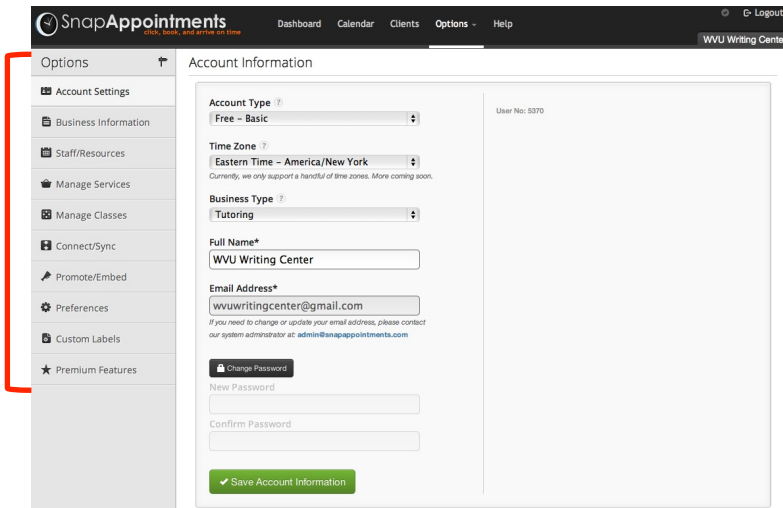 SnapAppointments
click, book, and arrive on time
Dashboard Calendar Clients Options Help
Logout
WVU Writing Cente
Options
Account Settings
Business Information
Staff/Resources
Manage Services
Manage Classes
Connect/Sync
Promote/Embed
Preferences
Custom Labels
Premium Features
Account Information
Account Type ?
Free – Basic
Time Zone ?
Eastern Time – America/New York
Currently, we only support a handful of time zones. More coming soon.
Business Type ?
Tutoring
Full Name*
WVU Writing Center
Email Address*
wvuwritingcenter@gmail.com
If you need to change or update your email address, please contact
our system adminstrator at: admin@snapappointments.com
Change Password
New Password
Confirm Password
Save Account Information
User No: 5370